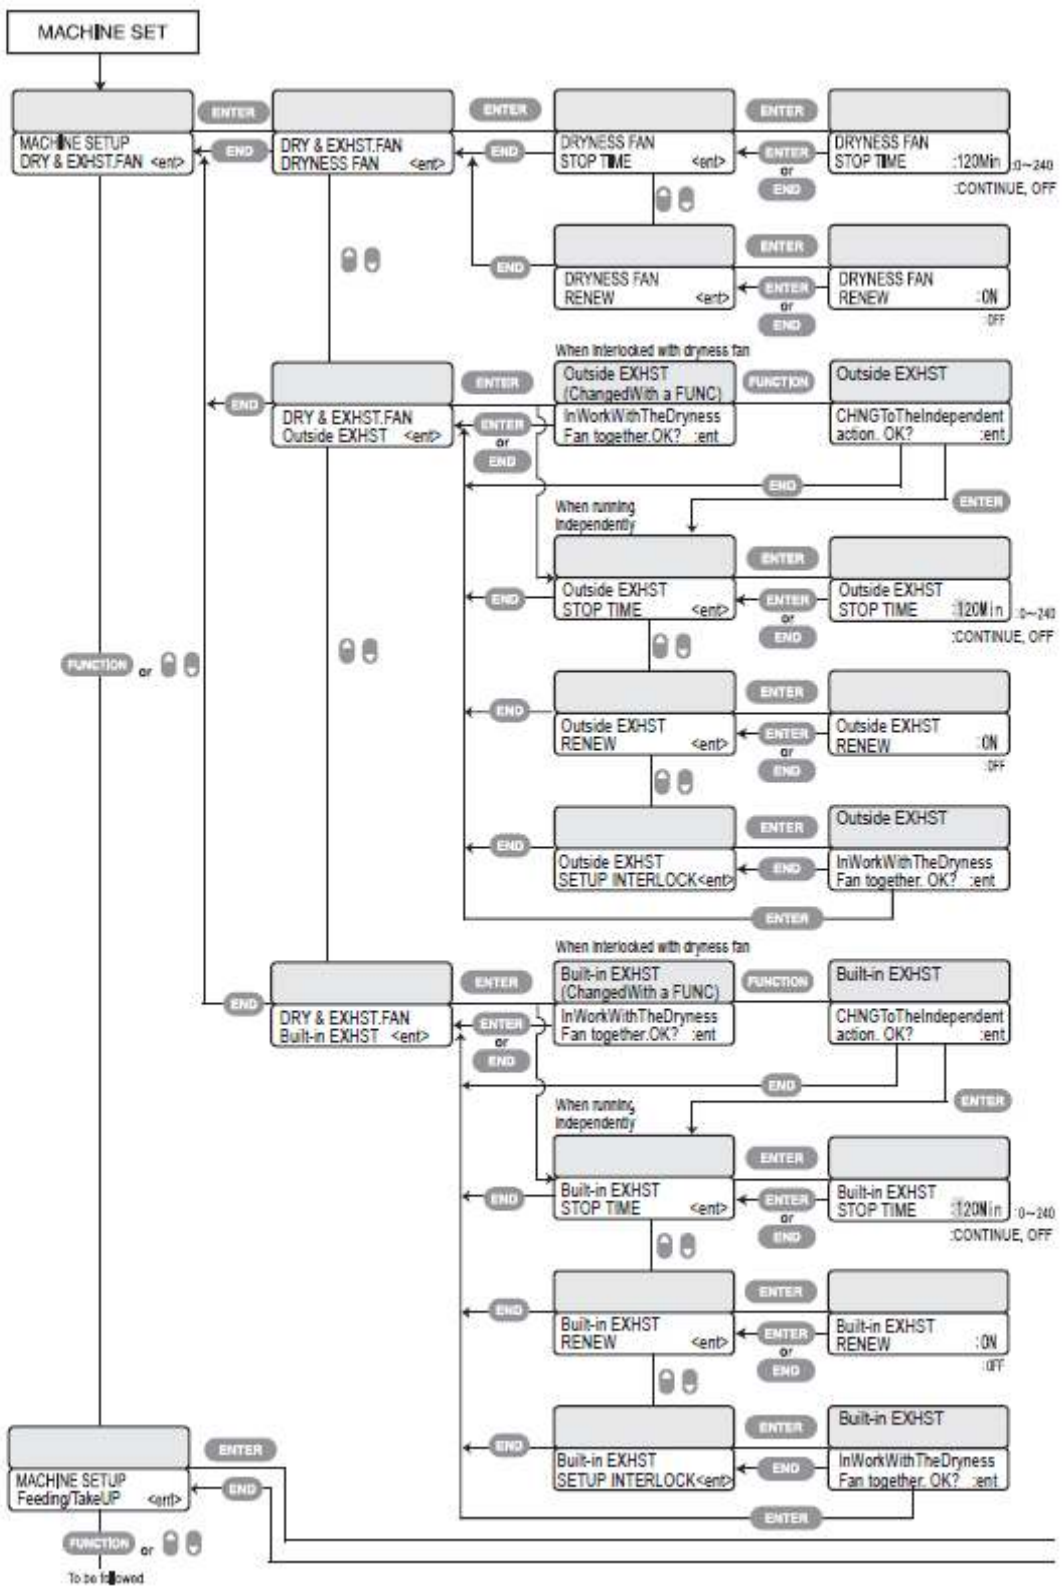 MACHINE SET
ENTER
ENTER
ENTER
MACHINE SETUP
DRY & EXHST.FAN <ent>
END
DRY & EXHST.FAN
DRYNESS FAN <ent>
END
DRYNESS FAN
STOP TIME <ent>
ENTER
or
END
DRYNESS FAN
STOP TIME :120Min
:0~240
:CONTINUE, OFF
ENTER
END
DRYNESS FAN
RENEW <ent>
ENTER
or
END
DRYNESS FAN
RENEW :ON
:OFF
When Interlocked with dryness fan
END
ENTER
Outside EXHST
(ChangedWith a FUNC)
FUNCTION
Outside EXHST
DRY & EXHST.FAN
Outside EXHST <ent>
ENTER
or
END
InWorkWithTheDryness
Fan together.OK? :ent
CHNGToTheIndependent
action. OK? :ent
END
ENTER
When running
Independently
ENTER
END
Outside EXHST
STOP TIME <ent>
ENTER
or
END
Outside EXHST
STOP TIME :120Min
:0~240
:CONTINUE, OFF
FUNCTION or
ENTER
END
Outside EXHST
RENEW <ent>
ENTER
or
END
Outside EXHST
RENEW :ON
:OFF
ENTER
Outside EXHST
END
Outside EXHST
SETUP INTERLOCK<ent>
END
InWorkWithTheDryness
Fan together. OK? :ent
ENTER
When Interlocked with dryness fan
END
ENTER
Built-in EXHST
(ChangedWith a FUNC)
FUNCTION
Built-in EXHST
DRY & EXHST.FAN
Built-in EXHST <ent>
ENTER
or
END
InWorkWithTheDryness
Fan together.OK? :ent
CHNGToTheIndependent
action. OK? :ent
END
ENTER
When running
Independently
ENTER
END
Built-in EXHST
STOP TIME <ent>
ENTER
or
END
Built-in EXHST
STOP TIME :120Min
:0~240
:CONTINUE, OFF
ENTER
END
Built-in EXHST
RENEW <ent>
ENTER
or
END
Built-in EXHST
RENEW :ON
:OFF
ENTER
Built-in EXHST
END
Built-in EXHST
SETUP INTERLOCK<ent>
END
InWorkWithTheDryness
Fan together. OK? :ent
ENTER
ENTER
MACHINE SETUP
Feeding/TakeUP <ent>
END
FUNCTION or
To be followed